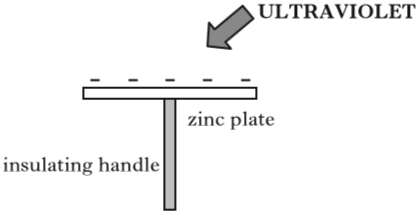 ULTRAVIOLET
zinc plate
insulating handle